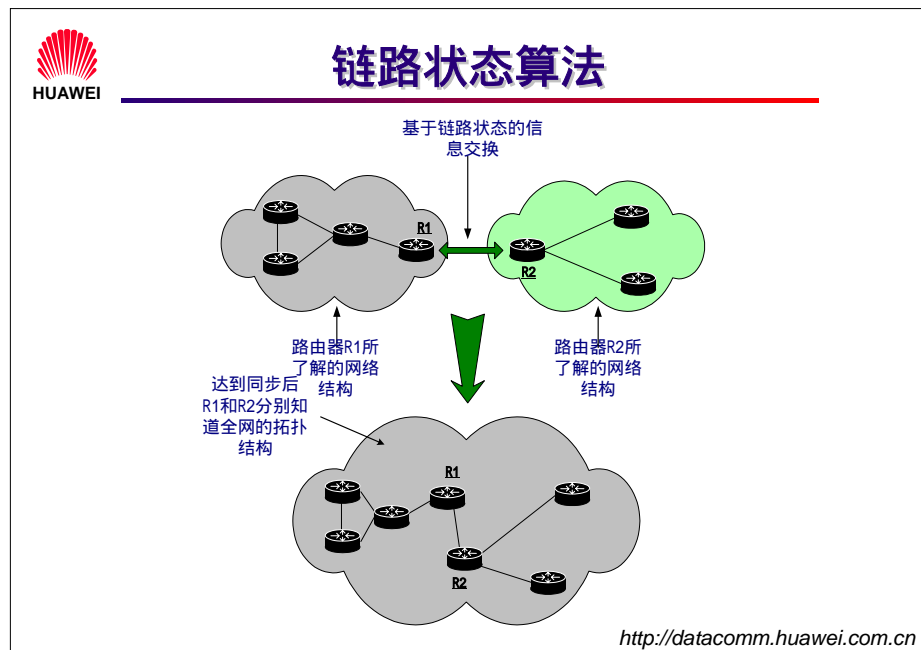 HUAWEI
链路状态算法
基于链路状态的信
息交换
R1
R2
路由器R1所
了解的网络
结构
路由器R2所
了解的网络
结构
达到同步后
R1和R2分别知
道全网的拓扑
结构
R1
R2
http://datacomm.huawei.com.cn